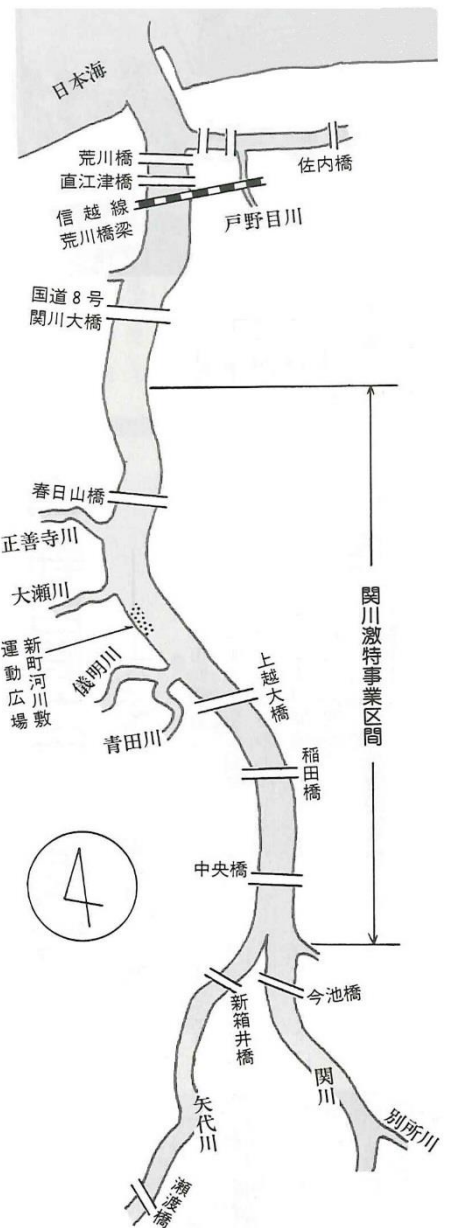 日本海
荒川橋
直江津橋
信越線
荒川橋梁
佐内橋
戸野目川
国道8号
関川大橋
春日山橋
正善寺川
大瀬川
新町河川敷
運動広場
儀明川
青田川
上越大橋
稲田橋
関川激特事業区間
中央橋
今池橋
新箱井橋
関川
矢代川
別所川
瀬渡橋